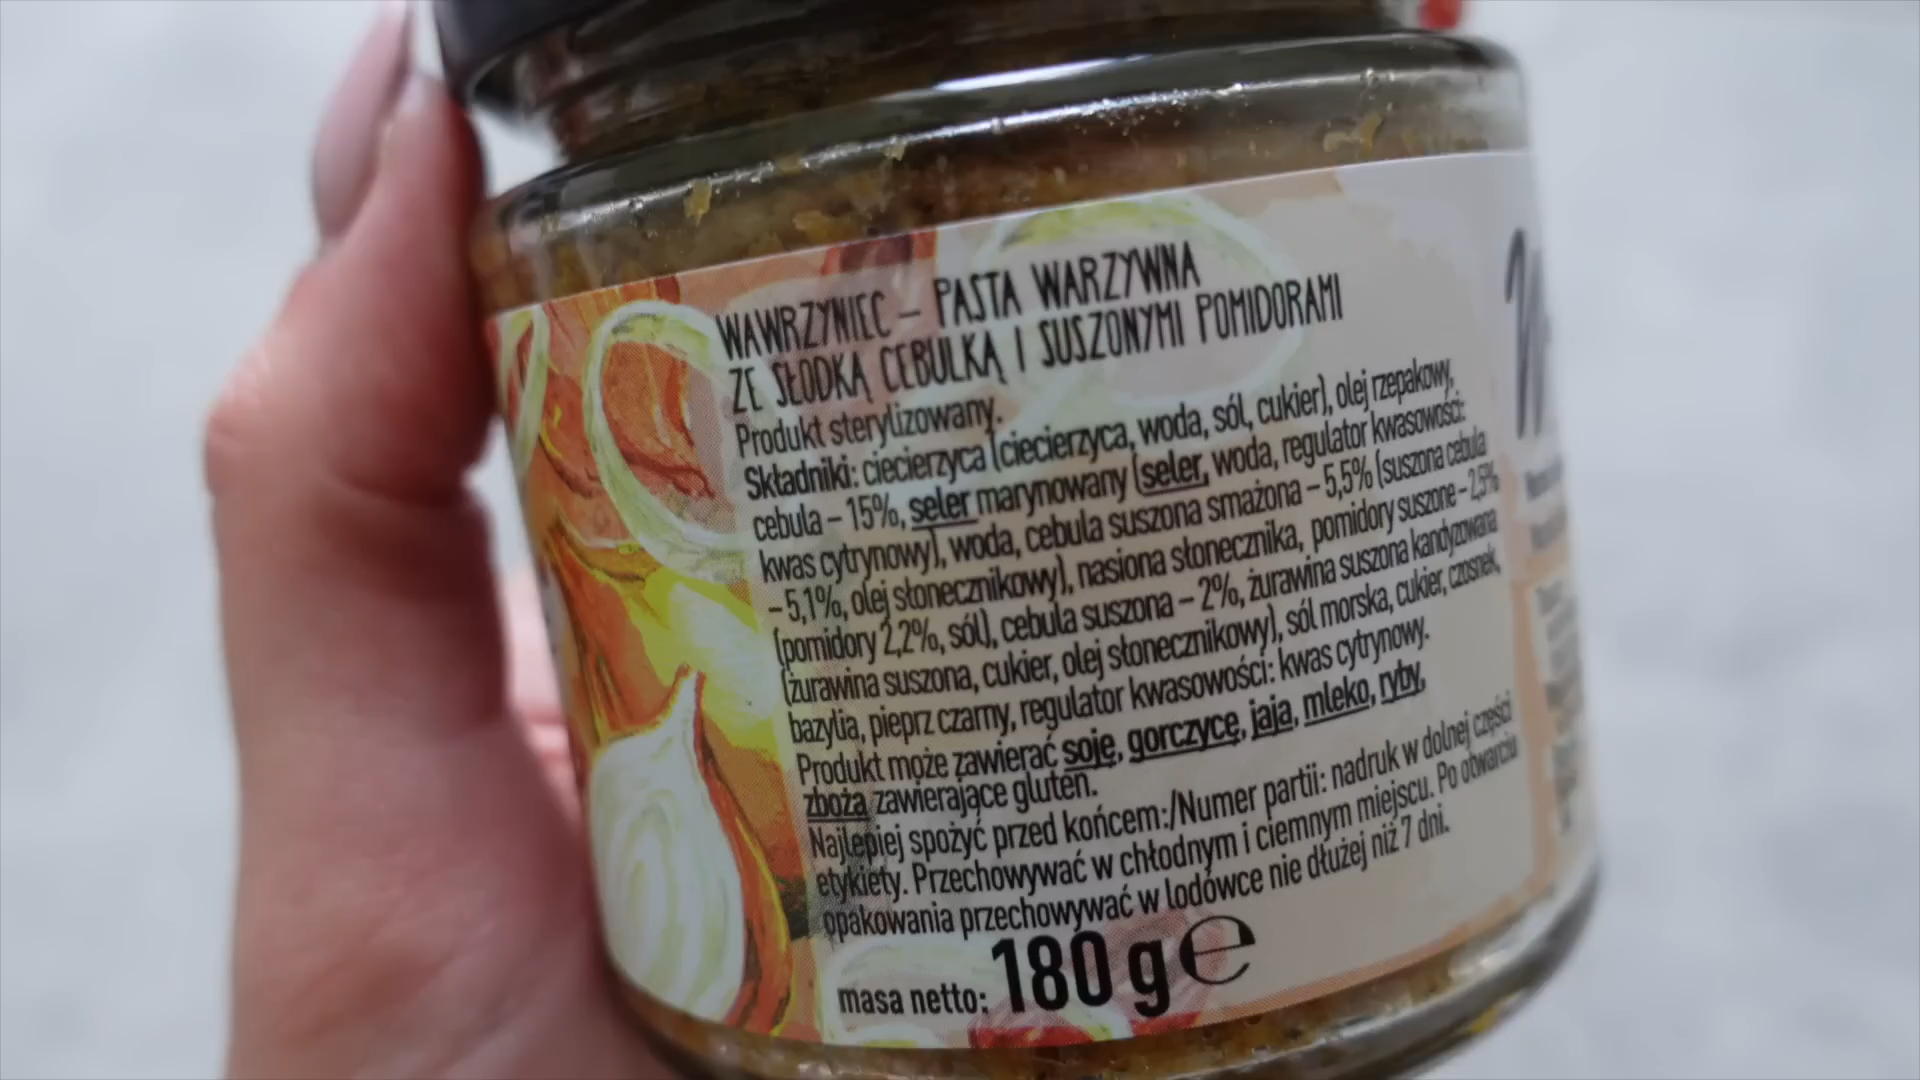 WAWRZYNIEC – PASTA WARZYWNA
ZE SŁODKĄ CEBULKĄ I SUSZONYMI POMIDORAMI
Produkt sterylizowany.
Składniki: ciecierzyca (ciecierzyca, woda, sól, cukier), olej rzepakowy,
cebula – 15%, seler marynowany (seler, woda, regulator kwasowości:
kwas cytrynowy), woda, cebula suszona smażona – 5,5% (suszona cebula
– 5,1%, olej słonecznikowy), nasiona słonecznika, pomidory suszone – 2,5%
(pomidory 2,2%, sól), cebula suszona – 2%, żurawina suszona kandyzowana
(żurawina suszona, cukier, olej słonecznikowy), sól morska, cukier, czosnek,
bazylia, pieprz czarny, regulator kwasowości: kwas cytrynowy.
Produkt może zawierać soję, gorczycę, jaja, mleko, ryby,
zboża zawierające gluten.
Najlepiej spożyć przed końcem:/Numer partii: nadruk w dolnej części
etykiety. Przechowywać w chłodnym i ciemnym miejscu. Po otwarciu
opakowania przechowywać w lodówce nie dłużej niż 7 dni.
masa netto: 180 g e